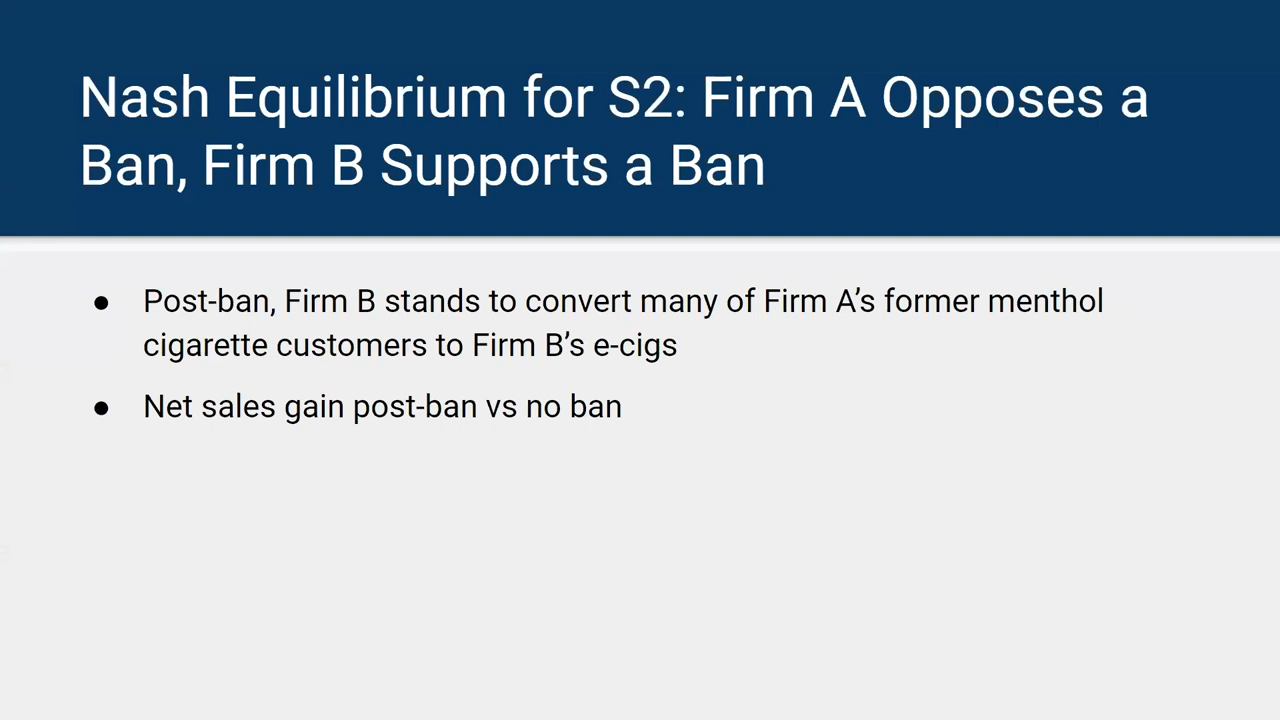 Nash Equilibrium for S2: Firm A Opposes a
Ban, Firm B Supports a Ban
● Post-ban, Firm B stands to convert many of Firm A’s former menthol
cigarette customers to Firm B’s e-cigs
● Net sales gain post-ban vs no ban